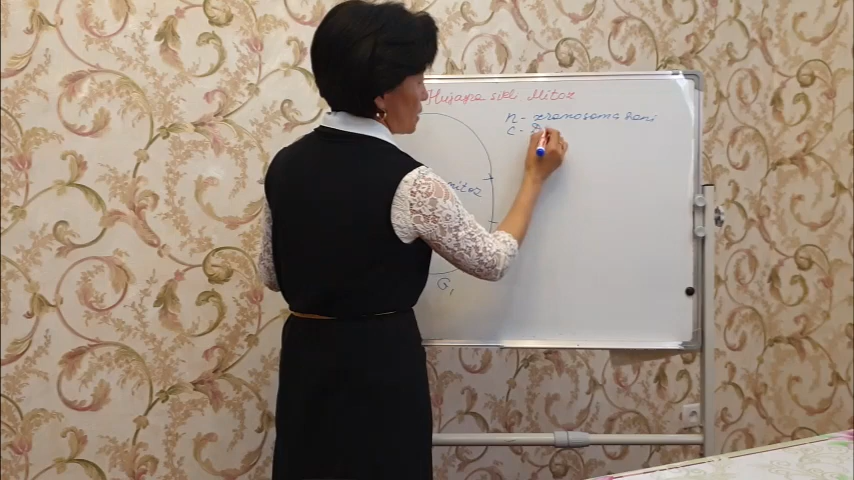 Hujayra sikl Mitoz
n - xromosoma
c -
mitoz
G₁